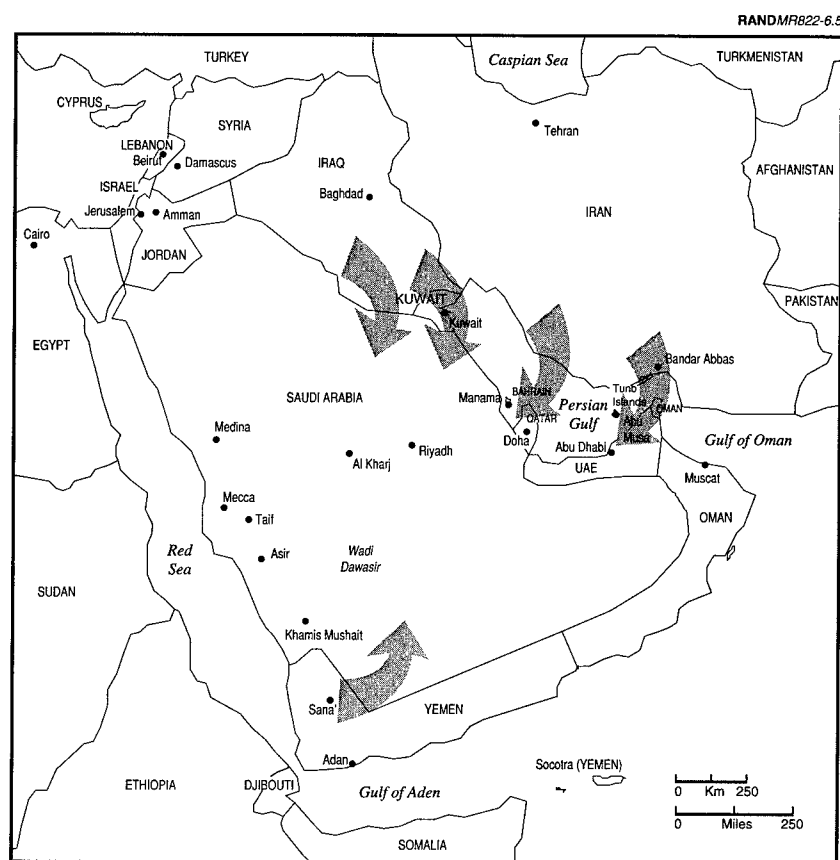 RANDMR822-6.5
TURKEY
Caspian Sea
TURKMENISTAN
CYPRUS
SYRIA
Tehran
LEBANON
Beirut
Damascus
IRAQ
AFGHANISTAN
ISRAEL
Baghdad
IRAN
Jerusalem
Amman
Cairo
JORDAN
KUWAIT
PAKISTAN
Kuwait
EGYPT
Bandar Abbas
SAUDI ARABIA
Manama
BAHRAIN
Persian
Gulf
Tunb
Islands
OMAN
QATAR
Abu
Musa
Medina
Doha
Gulf of Oman
Riyadh
Al Kharj
Abu Dhabi
UAE
Muscat
Mecca
Taif
OMAN
Red
Sea
Asir
Wadi
Dawasir
SUDAN
Khamis Mushait
Sana'
YEMEN
Adan
Socotra (YEMEN)
0 Km 250
ETHIOPIA
DJIBOUTI
Gulf of Aden
0 Miles 250
SOMALIA